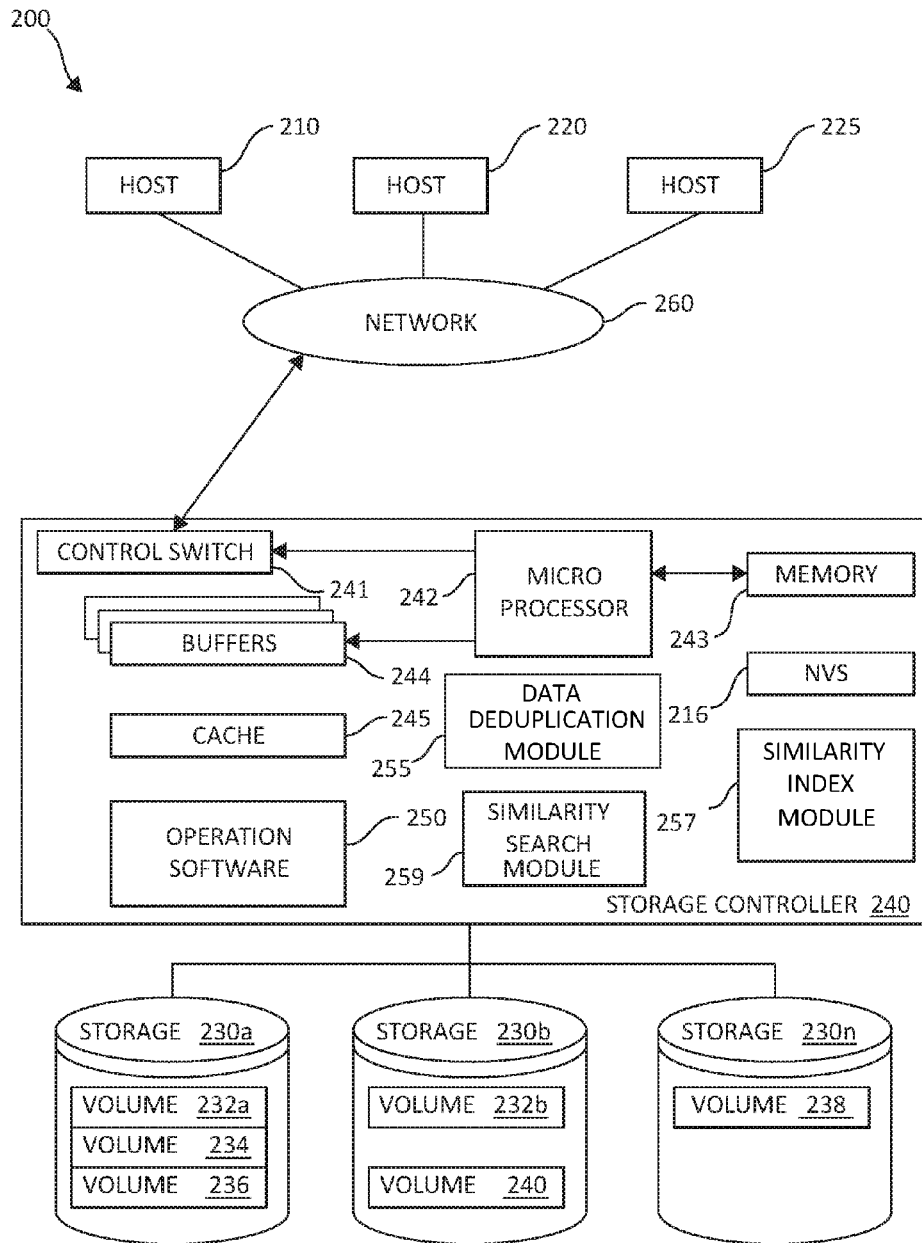 200
210
220
225
HOST
HOST
HOST
NETWORK
260
CONTROL SWITCH
241
242
MICRO
PROCESSOR
MEMORY
243
BUFFERS
244
NVS
216
CACHE
245
DATA
DEDUPLICATION
MODULE
255
SIMILARITY
INDEX
MODULE
257
OPERATION
SOFTWARE
250
SIMILARITY
SEARCH
MODULE
259
STORAGE CONTROLLER 240
STORAGE 230a
STORAGE 230b
STORAGE 230n
VOLUME 232a
VOLUME 234
VOLUME 236
VOLUME 232b
VOLUME 240
VOLUME 238